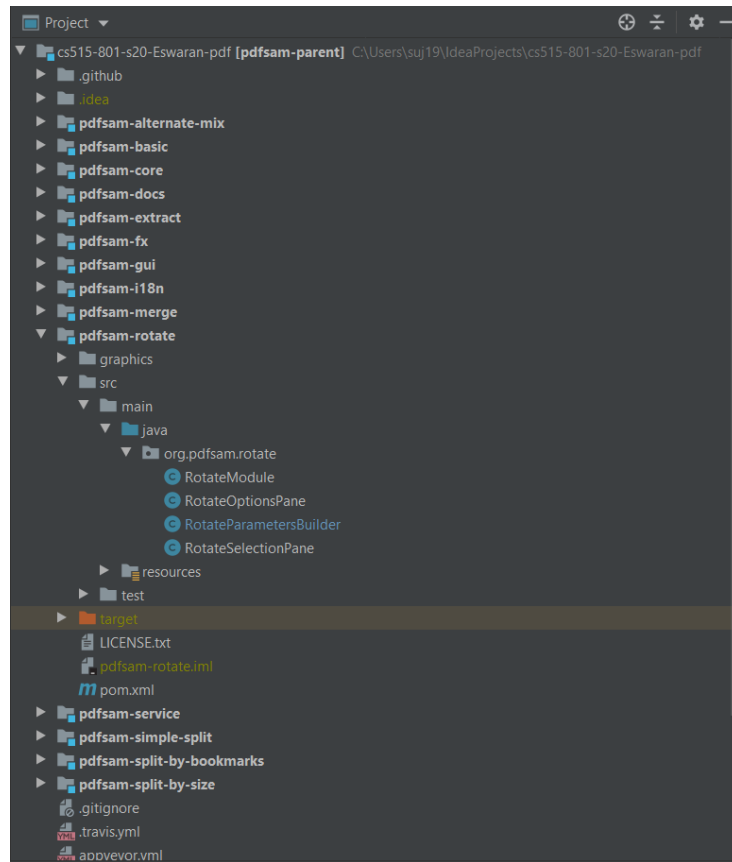 Project
cs515-801-s20-Eswaran-pdf [pdfsam-parent] C:\Users\suj19\IdeaProjects\cs515-801-s20-Eswaran-pdf
.github
.idea
pdfsam-alternate-mix
pdfsam-basic
pdfsam-core
pdfsam-docs
pdfsam-extract
pdfsam-fx
pdfsam-gui
pdfsam-i18n
pdfsam-merge
pdfsam-rotate
graphics
src
main
java
org.pdfsam.rotate
C RotateModule
C RotateOptionsPane
C RotateParametersBuilder
C RotateSelectionPane
resources
test
target
LICENSE.txt
pdfsam-rotate.iml
m pom.xml
pdfsam-service
pdfsam-simple-split
pdfsam-split-by-bookmarks
pdfsam-split-by-size
.gitignore
YML .travis.yml
YML appveyor.yml